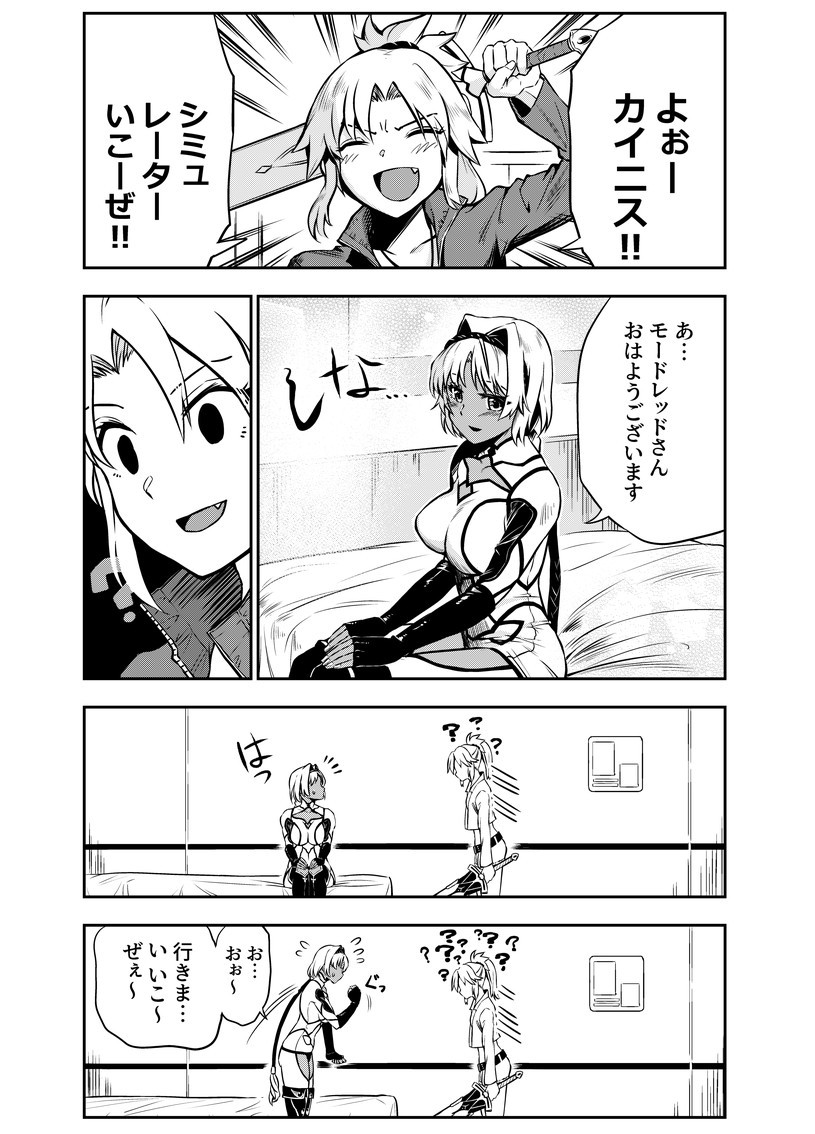 よぉー
カイニス!!
シミュ
レーター
いこーぜ!!
あ…
モードレッドさん
おはようございます
しな…
???
はっ
お…
おぉ〜
行きま…
いいこ〜
ぜぇ〜
ぐっ
??????????